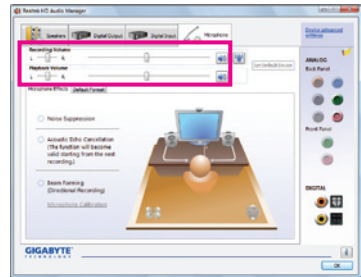 Realtek HD Audio Manager
Speakers
Digital Output
Digital Input
Microphone
Device advanced settings
Recording Volume
L
R
Playback Volume
L
R
Set Default Device
ANALOG
Back Panel
Microphone Effects
Default Format
Noise Suppression
Acoustic Echo Cancellation
(The function will become
valid starting from the next
recording.)
Front Panel
Beam Forming
(Directional Recording)
Microphone Calibration
DIGITAL
GIGABYTE
TECHNOLOGY
OK